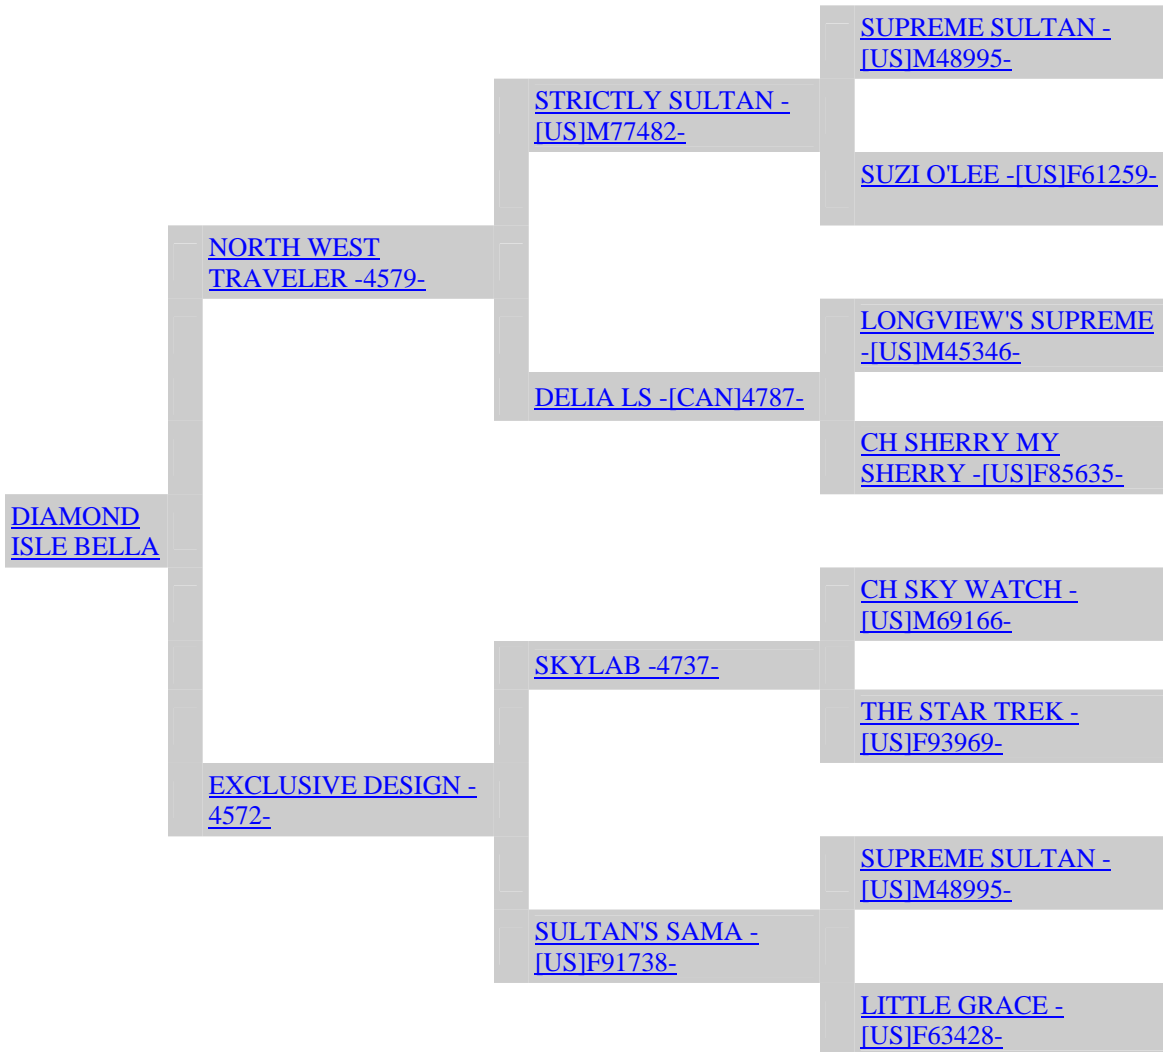 SUPREME SULTAN -
[US]M48995-
STRICTLY SULTAN -
[US]M77482-
SUZI O'LEE -[US]F61259-
NORTH WEST
TRAVELER -4579-
LONGVIEW'S SUPREME
-[US]M45346-
DELIA LS -[CAN]4787-
CH SHERRY MY
SHERRY -[US]F85635-
DIAMOND
ISLE BELLA
CH SKY WATCH -
[US]M69166-
SKYLAB -4737-
THE STAR TREK -
[US]F93969-
EXCLUSIVE DESIGN -
4572-
SUPREME SULTAN -
[US]M48995-
SULTAN'S SAMA -
[US]F91738-
LITTLE GRACE -
[US]F63428-